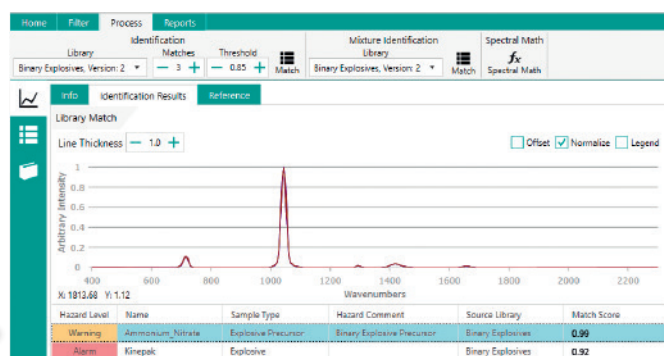 Home Filter Process Reports
Identification Mixture Identification Spectral Math
Library Matches Threshold Library
Binary Explosives, Version: 2 3 0.85 Match Binary Explosives, Version: 2 Match fx Spectral Math
Info Identification Results Reference
Library Match
Line Thickness 1.0 Offset Normalize Legend
Arbitrary Intensity
1
0.8
0.6
0.4
0.2
0
400 600 800 1000 1200 1400 1600 1800 2000 2200
X: 1813.68 Y: 1.12 Wavenumbers
Hazard Level Name Sample Type Hazard Comment Source Library Match Score
Warning Ammonium_Nitrate Explosive Precursor Binary Explosive Precursor Binary Explosives 0.99
Alarm Kinepak Explosive Binary Explosives 0.92